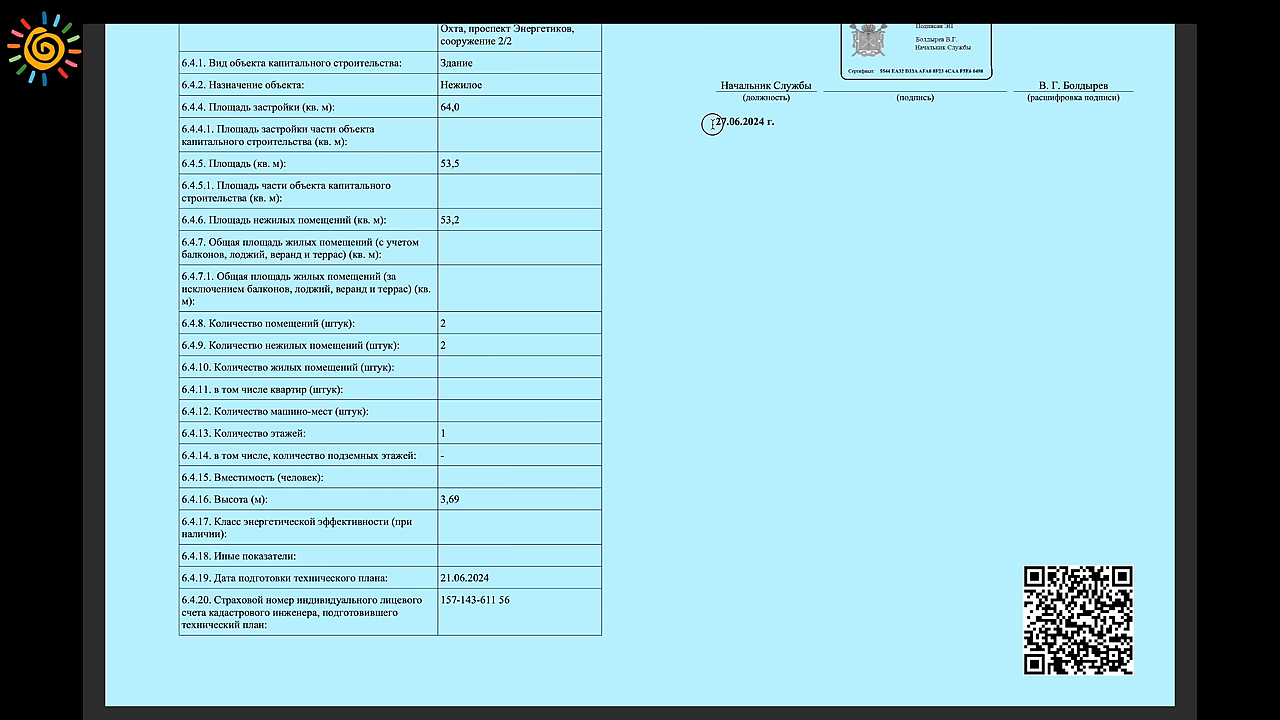 Охта, проспект Энергетиков,
сооружение 2/2
6.4.1. Вид объекта капитального строительства:
Здание
6.4.2. Назначение объекта:
Нежилое
6.4.4. Площадь застройки (кв. м):
64,0
6.4.4.1. Площадь застройки части объекта
капитального строительства (кв. м):
6.4.5. Площадь (кв. м):
53,5
6.4.5.1. Площадь части объекта капитального
строительства (кв. м):
6.4.6. Площадь нежилых помещений (кв. м):
53,2
6.4.7. Общая площадь жилых помещений (с учетом
балконов, лоджий, веранд и террас) (кв. м):
6.4.7.1. Общая площадь жилых помещений (за
исключением балконов, лоджий, веранд и террас) (кв.
м):
6.4.8. Количество помещений (штук):
2
6.4.9. Количество нежилых помещений (штук):
2
6.4.10. Количество жилых помещений (штук):
6.4.11. в том числе квартир (штук):
6.4.12. Количество машино-мест (штук):
6.4.13. Количество этажей:
1
6.4.14. в том числе, количество подземных этажей:
-
6.4.15. Вместимость (человек):
6.4.16. Высота (м):
3,69
6.4.17. Класс энергетической эффективности (при
наличии):
6.4.18. Иные показатели:
6.4.19. Дата подготовки технического плана:
21.06.2024
6.4.20. Страховой номер индивидуального лицевого
счета кадастрового инженера, подготовившего
технический план:
157-143-611 56
Подписан ЭП
Болдырев В.Г.
Начальник Службы
Сертификат:
Начальник Службы
В. Г. Болдырев
(должность)
(подпись)
(расшифровка подписи)
27.06.2024 г.